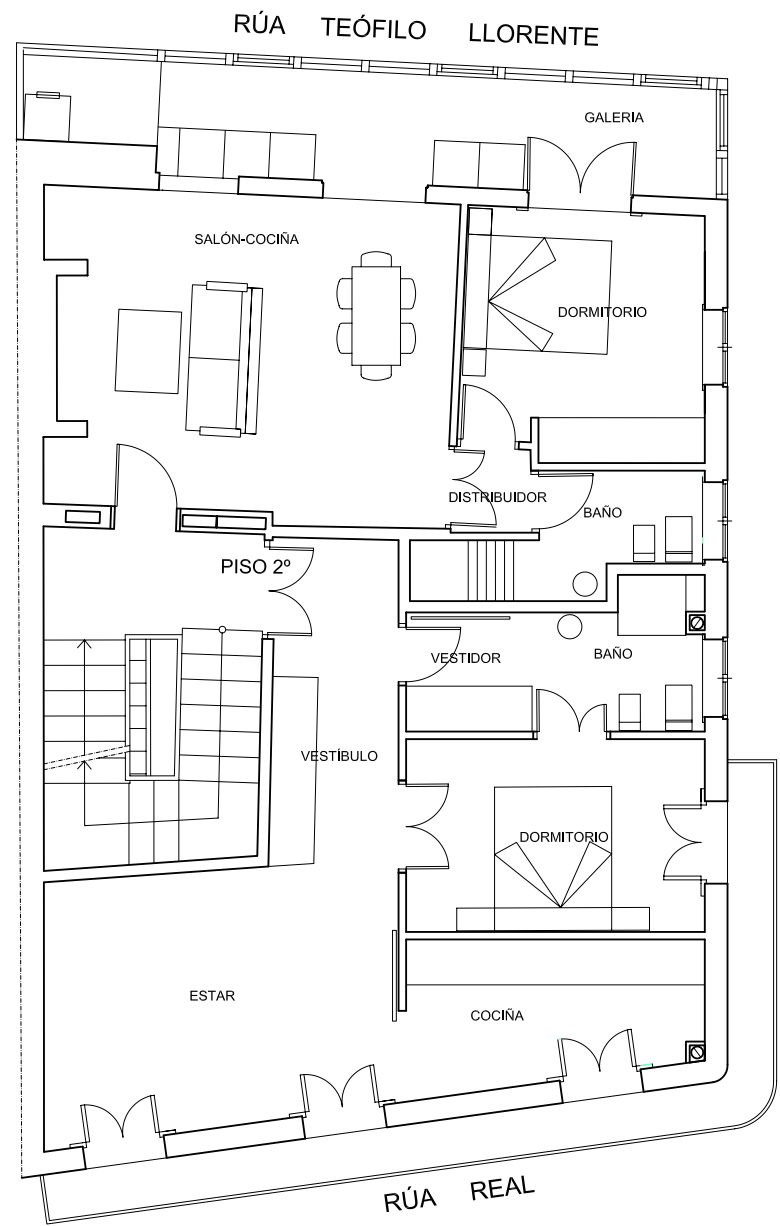 RÚA TEÓFILO LLORENTE
GALERIA
SALÓN-COCIÑA
DORMITORIO
DISTRIBUIDOR
BAÑO
PISO 2º
VESTIDOR
BAÑO
VESTÍBULO
DORMITORIO
ESTAR
COCIÑA
RÚA REAL